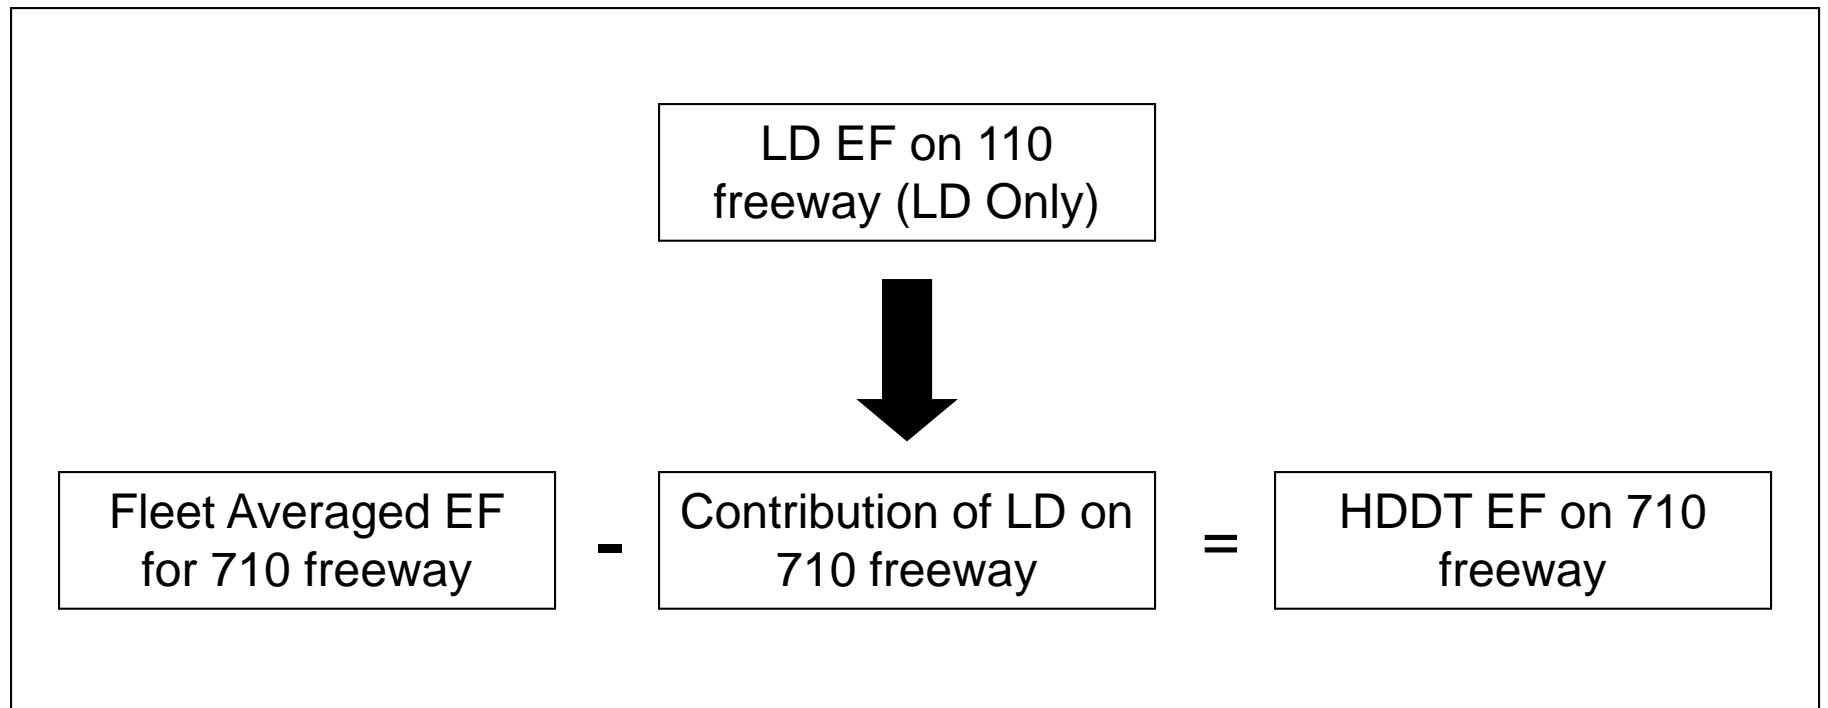 LD EF on 110
freeway (LD Only)
Fleet Averaged EF
for 710 freeway
-
Contribution of LD on
710 freeway
=
HDDT EF on 710
freeway